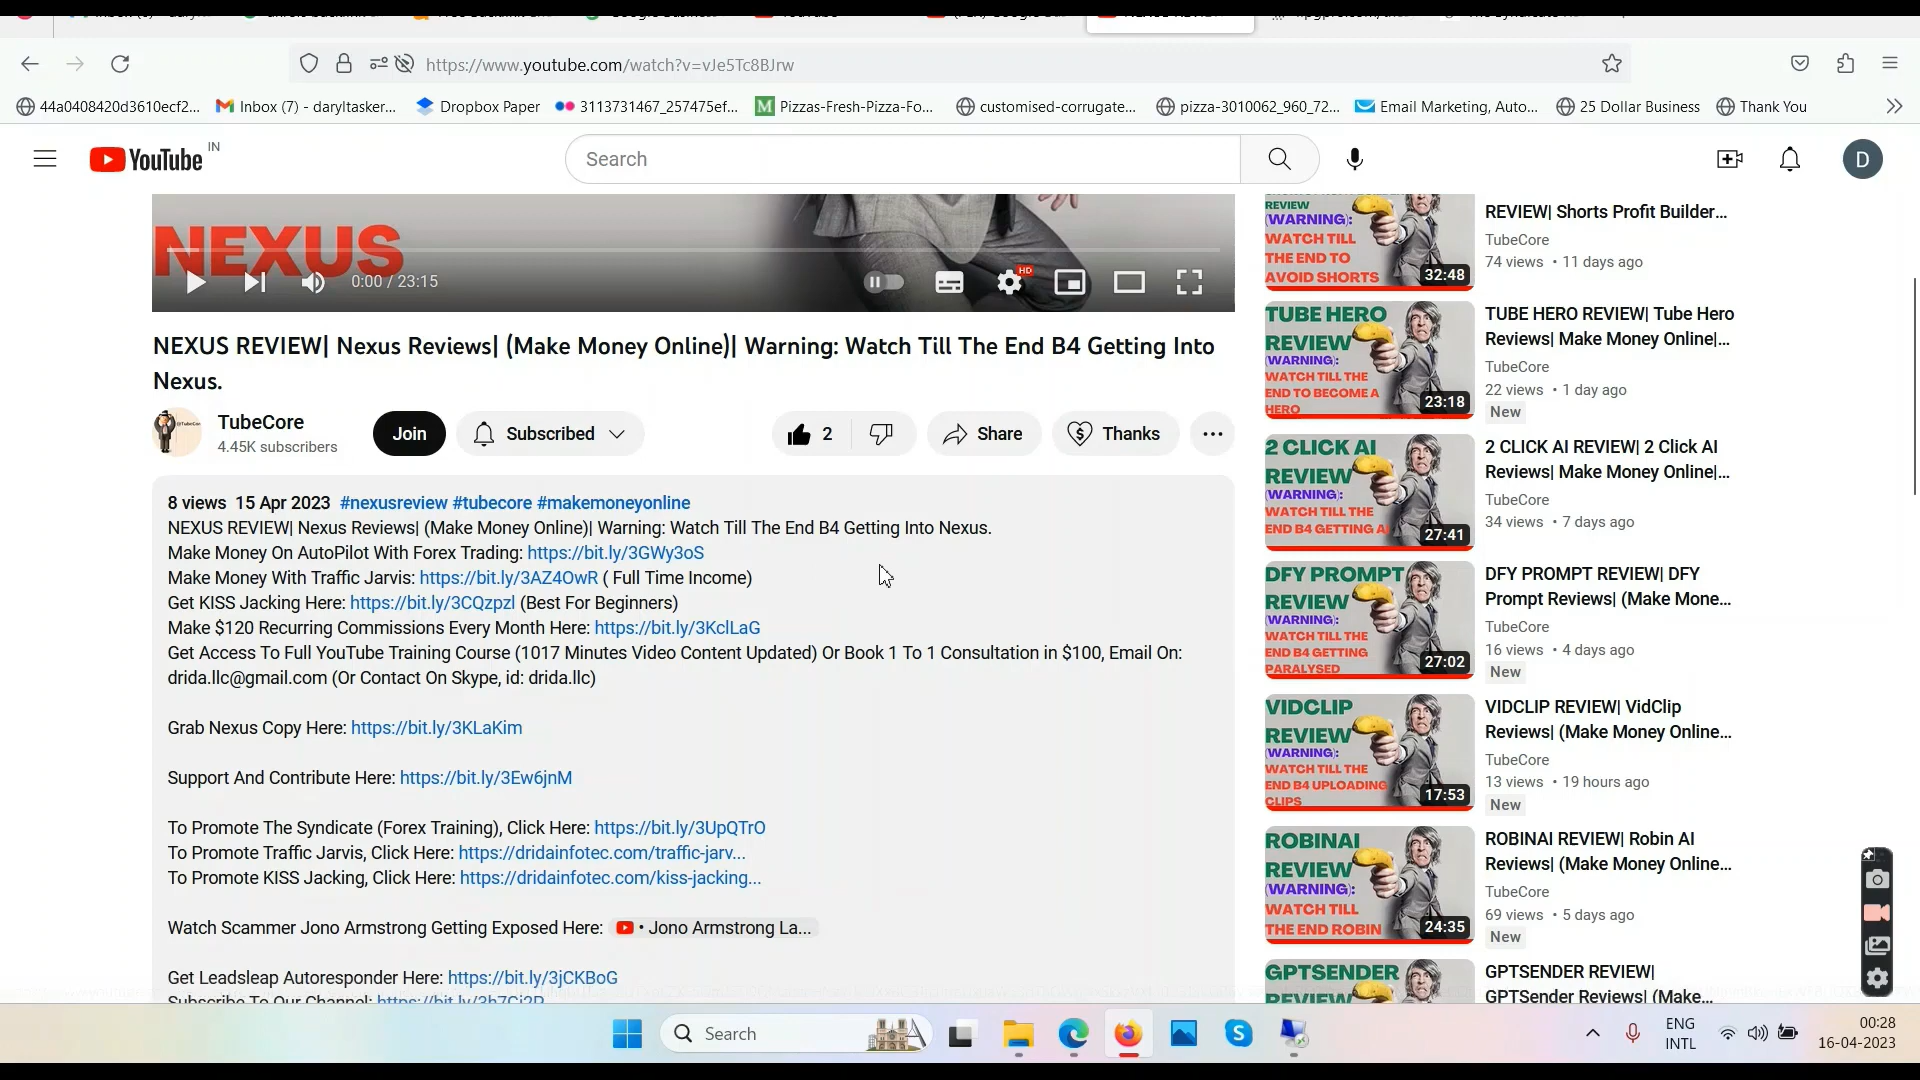 https://www.youtube.com/watch?v=vJe5Tc8BJrw
44a0408420d3610ecf2... Inbox (7) - daryltasker... Dropbox Paper 3113731467_257475ef... Pizzas-Fresh-Pizza-Fo... customised-corrugate... pizza-3010062_960_72... Email Marketing, Auto... 25 Dollar Business Thank You
YouTube IN
Search
D
NEXUS
0:00 / 23:15
HD
NEXUS REVIEW| Nexus Reviews| (Make Money Online)| Warning: Watch Till The End B4 Getting Into
Nexus.
TubeCore
4.45K subscribers
Join
Subscribed
2
Share
Thanks
8 views 15 Apr 2023 #nexusreview #tubecore #makemoneyonline
NEXUS REVIEW| Nexus Reviews| (Make Money Online)| Warning: Watch Till The End B4 Getting Into Nexus.
Make Money On AutoPilot With Forex Trading: https://bit.ly/3GWy3oS
Make Money With Traffic Jarvis: https://bit.ly/3AZ4OwR ( Full Time Income)
Get KISS Jacking Here: https://bit.ly/3CQzpzl (Best For Beginners)
Make $120 Recurring Commissions Every Month Here: https://bit.ly/3KclLaG
Get Access To Full YouTube Training Course (1017 Minutes Video Content Updated) Or Book 1 To 1 Consultation in $100, Email On:
drida.llc@gmail.com (Or Contact On Skype, id: drida.llc)
Grab Nexus Copy Here: https://bit.ly/3KLaKim
Support And Contribute Here: https://bit.ly/3Ew6jnM
To Promote The Syndicate (Forex Training), Click Here: https://bit.ly/3UpQTrO
To Promote Traffic Jarvis, Click Here: https://dridainfotec.com/traffic-jarv...
To Promote KISS Jacking, Click Here: https://dridainfotec.com/kiss-jacking...
Watch Scammer Jono Armstrong Getting Exposed Here: • Jono Armstrong La...
Get Leadsleap Autoresponder Here: https://bit.ly/3jCKBoG
Subscribe To Our Channel:
REVIEW
(WARNING):
WATCH TILL
THE END TO
AVOID SHORTS
32:48
REVIEW| Shorts Profit Builder...
TubeCore
74 views • 11 days ago
TUBE HERO
REVIEW
(WARNING):
WATCH TILL THE
END TO BECOME A
HERO
23:18
TUBE HERO REVIEW| Tube Hero
Reviews| Make Money Online|...
TubeCore
22 views • 1 day ago
New
2 CLICK AI
REVIEW
(WARNING):
WATCH TILL THE
END B4 GETTING AI
27:41
2 CLICK AI REVIEW| 2 Click AI
Reviews| Make Money Online|...
TubeCore
34 views • 7 days ago
DFY PROMPT
REVIEW
(WARNING):
WATCH TILL THE
END B4 GETTING
PARALYSED
27:02
DFY PROMPT REVIEW| DFY
Prompt Reviews| (Make Mone...
TubeCore
16 views • 4 days ago
New
VIDCLIP
REVIEW
(WARNING):
WATCH TILL THE
END B4 UPLOADING
CLIPS
17:53
VIDCLIP REVIEW| VidClip
Reviews| (Make Money Online...
TubeCore
13 views • 19 hours ago
New
ROBINAI
REVIEW
(WARNING):
WATCH TILL
THE END ROBIN
24:35
ROBINAI REVIEW| Robin AI
Reviews| (Make Money Online...
TubeCore
69 views • 5 days ago
New
GPTSENDER
REVIEW
GPTSENDER REVIEW|
GPTSender Reviews| (Make...
Search
ENG
INTL
00:28
16-04-2023